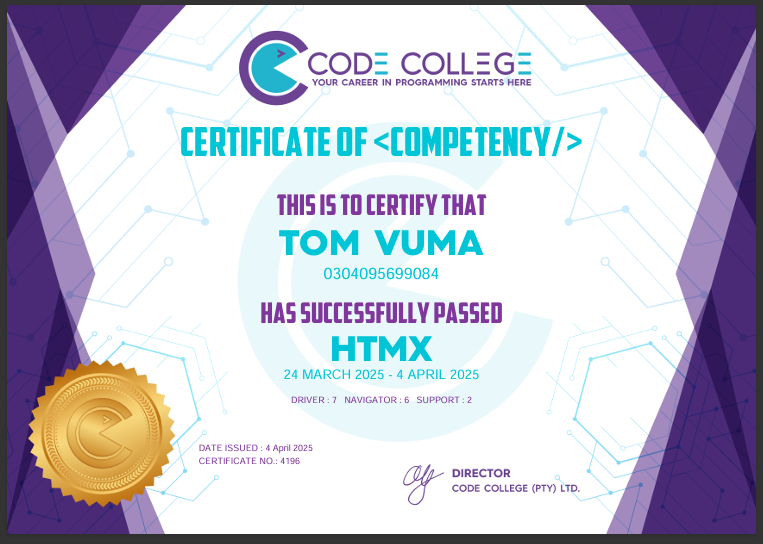 CODE COLLEGE
YOUR CAREER IN PROGRAMMING STARTS HERE
CERTIFICATE OF <COMPETENCY/>
THIS IS TO CERTIFY THAT
TOM VUMA
0304095699084
HAS SUCCESSFULLY PASSED
HTMX
24 MARCH 2025 - 4 APRIL 2025
DRIVER : 7 NAVIGATOR : 6 SUPPORT : 2
DATE ISSUED : 4 April 2025
CERTIFICATE NO.: 4196
DIRECTOR
CODE COLLEGE (PTY) LTD.